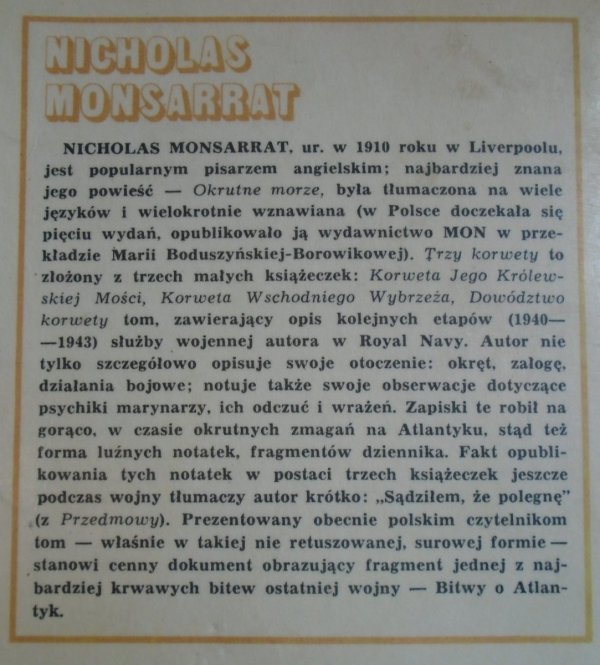 NICHOLAS
MONSARRAT
NICHOLAS MONSARRAT, ur. w 1910 roku w Liverpoolu,
jest popularnym pisarzem angielskim; najbardziej znana
jego powieść — Okrutne morze, była tłumaczona na wiele
języków i wielokrotnie wznawiana (w Polsce doczekała się
pięciu wydań, opublikowało ją wydawnictwo MON w prze-
kładzie Marii Boduszyńskiej-Borowikowej). Trzy korwety to
złożony z trzech małych książeczek: Korweta Jego Królew-
skiej Mości, Korweta Wschodniego Wybrzeża, Dowództwo
korwety tom, zawierający opis kolejnych etapów (1940—
—1943) służby wojennej autora w Royal Navy. Autor nie
tylko szczegółowo opisuje swoje otoczenie: okręt, załogę,
działania bojowe; notuje także swoje obserwacje dotyczące
psychiki marynarzy, ich odczuć i wrażeń. Zapiski te robił na
gorąco, w czasie okrutnych zmagań na Atlantyku, stąd też
forma luźnych notatek, fragmentów dziennika. Fakt opubli-
kowania tych notatek w postaci trzech książeczek jeszcze
podczas wojny tłumaczy autor krótko: „Sądziłem, że polegnę"
(z Przedmowy). Prezentowany obecnie polskim czytelnikom
tom — właśnie w takiej nie retuszowanej, surowej formie —
stanowi cenny dokument obrazujący fragment jednej z naj-
bardziej krwawych bitew ostatniej wojny — Bitwy o Atlan-
tyk.